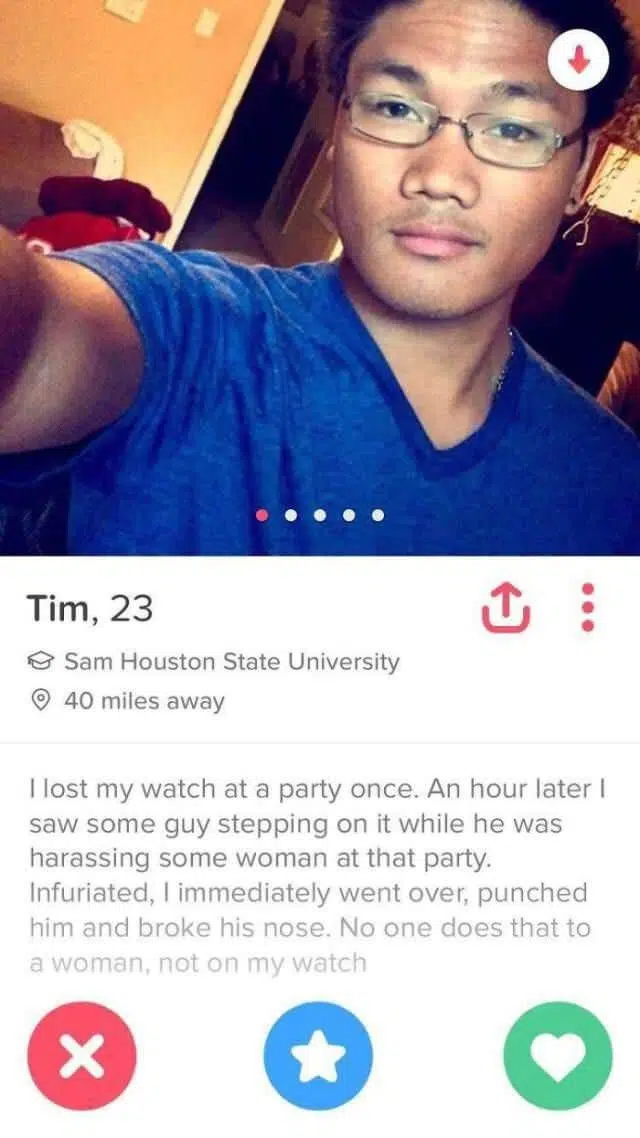 Tim, 23
Sam Houston State University
40 miles away
I lost my watch at a party once. An hour later I
saw some guy stepping on it while he was
harassing some woman at that party.
Infuriated, I immediately went over, punched
him and broke his nose. No one does that to
a woman, not on my watch